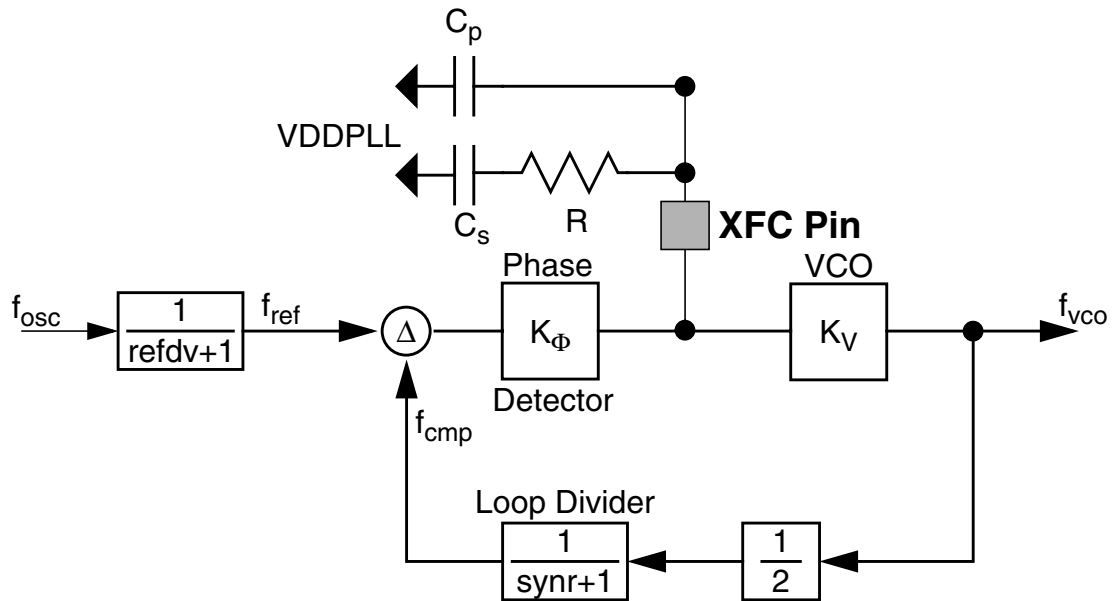 Cp
VDDPLL
Cs
R
XFC Pin
Phase
VCO
fosc
1
refdv+1
fref
Δ
KΦ
KV
fvco
Detector
fcmp
Loop Divider
1
synr+1
1
2